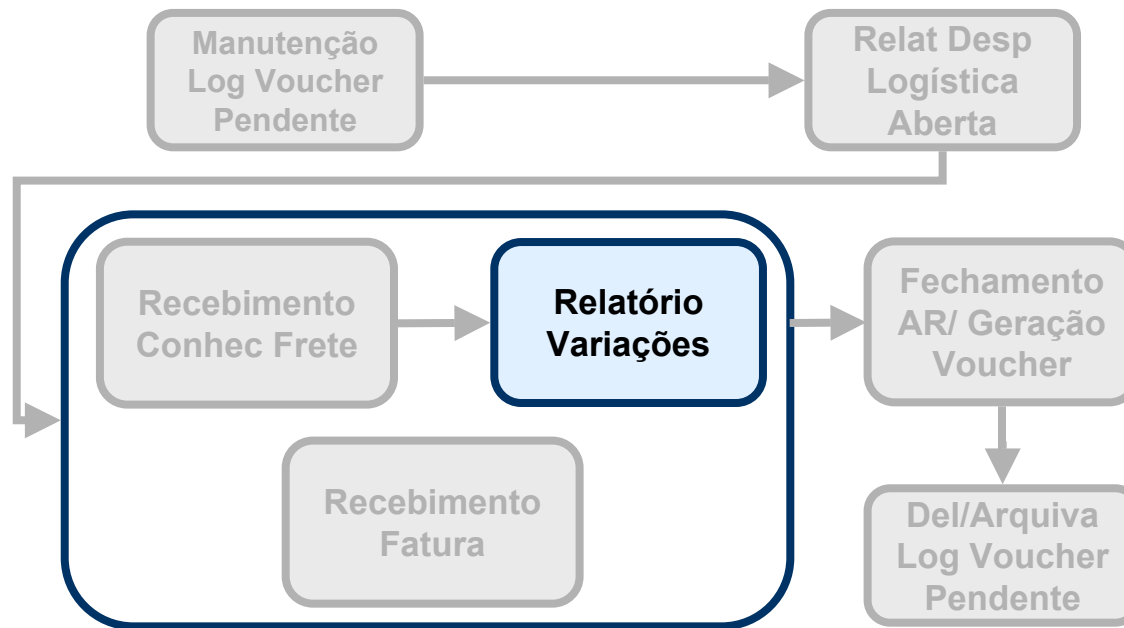 Manutenção
Log Voucher
Pendente
Relat Desp
Logística
Aberta
Recebimento
Conhec Frete
Relatório
Variações
Fechamento
AR/ Geração
Voucher
Recebimento
Fatura
Del/Arquiva
Log Voucher
Pendente